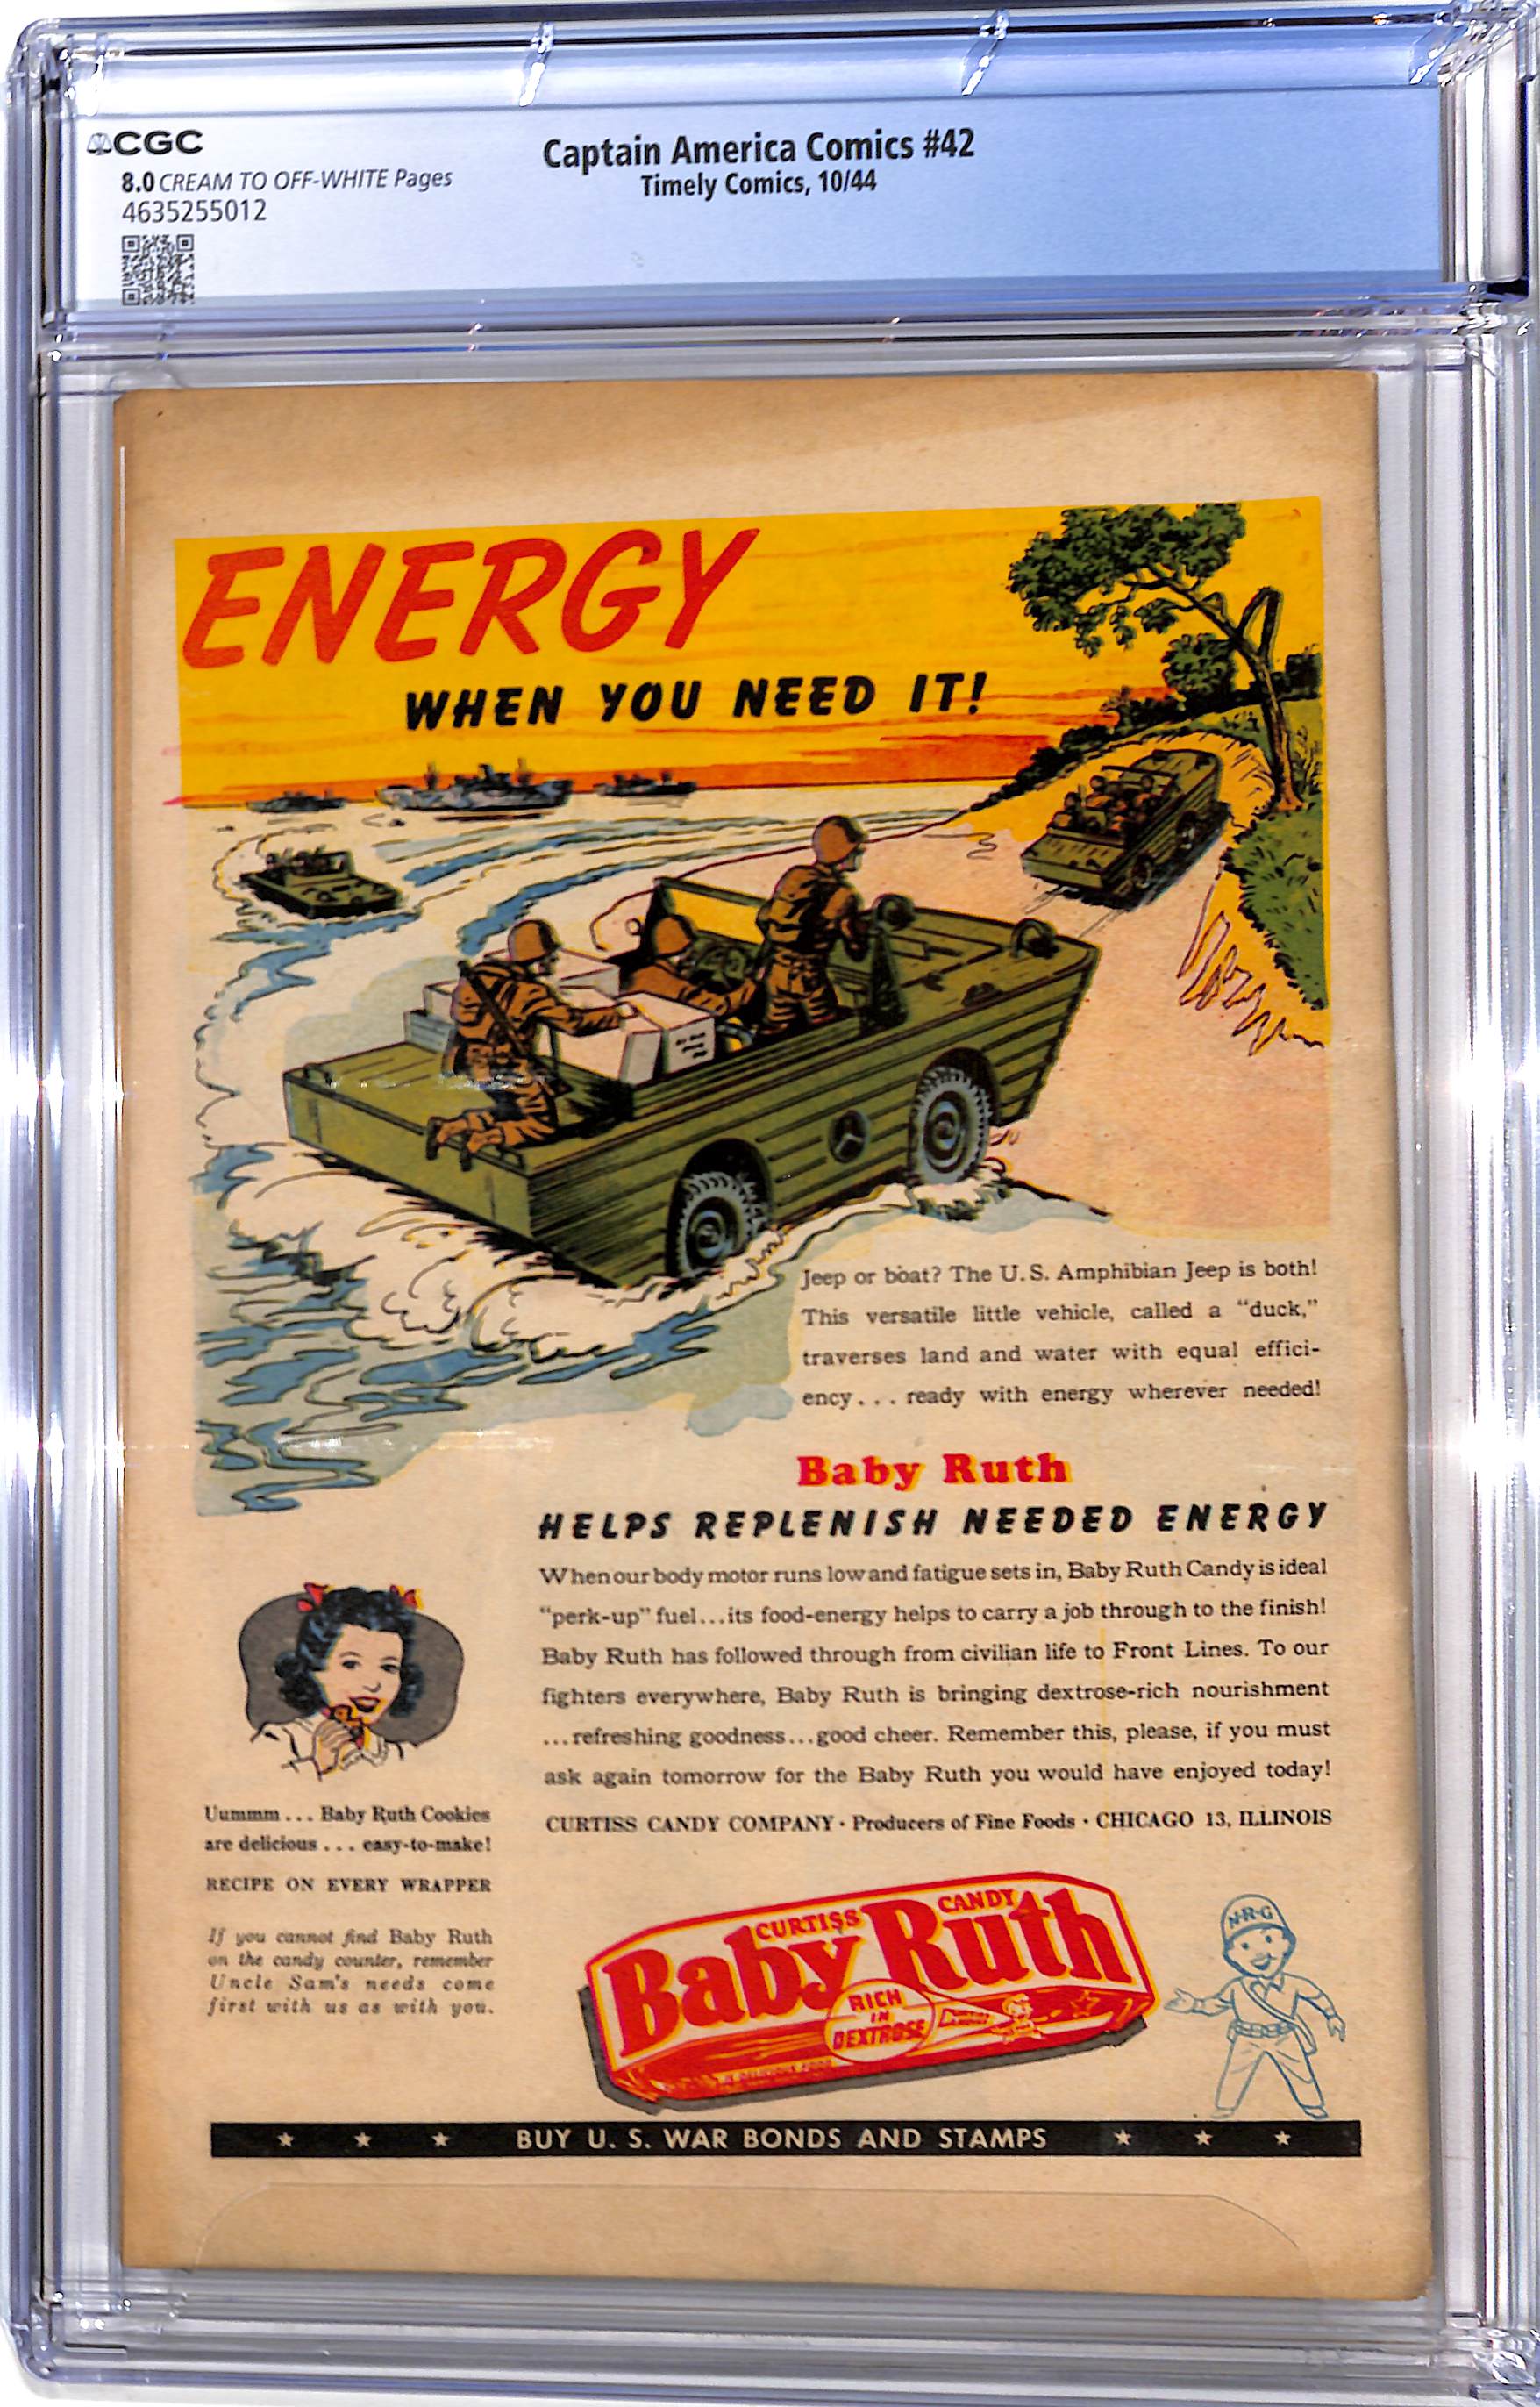 CGC
8.0 CREAM TO OFF-WHITE Pages
4635255012
Captain America Comics #42
Timely Comics, 10/44
ENERGY
WHEN YOU NEED IT!
Jeep or boat? The U.S. Amphibian Jeep is both!
This versatile little vehicle, called a “duck,”
traverses land and water with equal effici-
ency... ready with energy wherever needed!
Baby Ruth
HELPS REPLENISH NEEDED ENERGY
When our body motor runs low and fatigue sets in, Baby Ruth Candy is ideal
“perk-up” fuel...its food-energy helps to carry a job through to the finish!
Baby Ruth has followed through from civilian life to Front Lines. To our
fighters everywhere, Baby Ruth is bringing dextrose-rich nourishment
...refreshing goodness...good cheer. Remember this, please, if you must
ask again tomorrow for the Baby Ruth you would have enjoyed today!
CURTISS CANDY COMPANY · Producers of Fine Foods · CHICAGO 13, ILLINOIS
Uummm... Baby Ruth Cookies
are delicious... easy-to-make!
RECIPE ON EVERY WRAPPER
If you cannot find Baby Ruth
on the candy counter, remember
Uncle Sam's needs come
first with us as with you.
CURTISS CANDY
Baby Ruth
RICH
IN
DEXTROSE
N-R-G
★ ★ ★ BUY U. S. WAR BONDS AND STAMPS ★ ★ ★